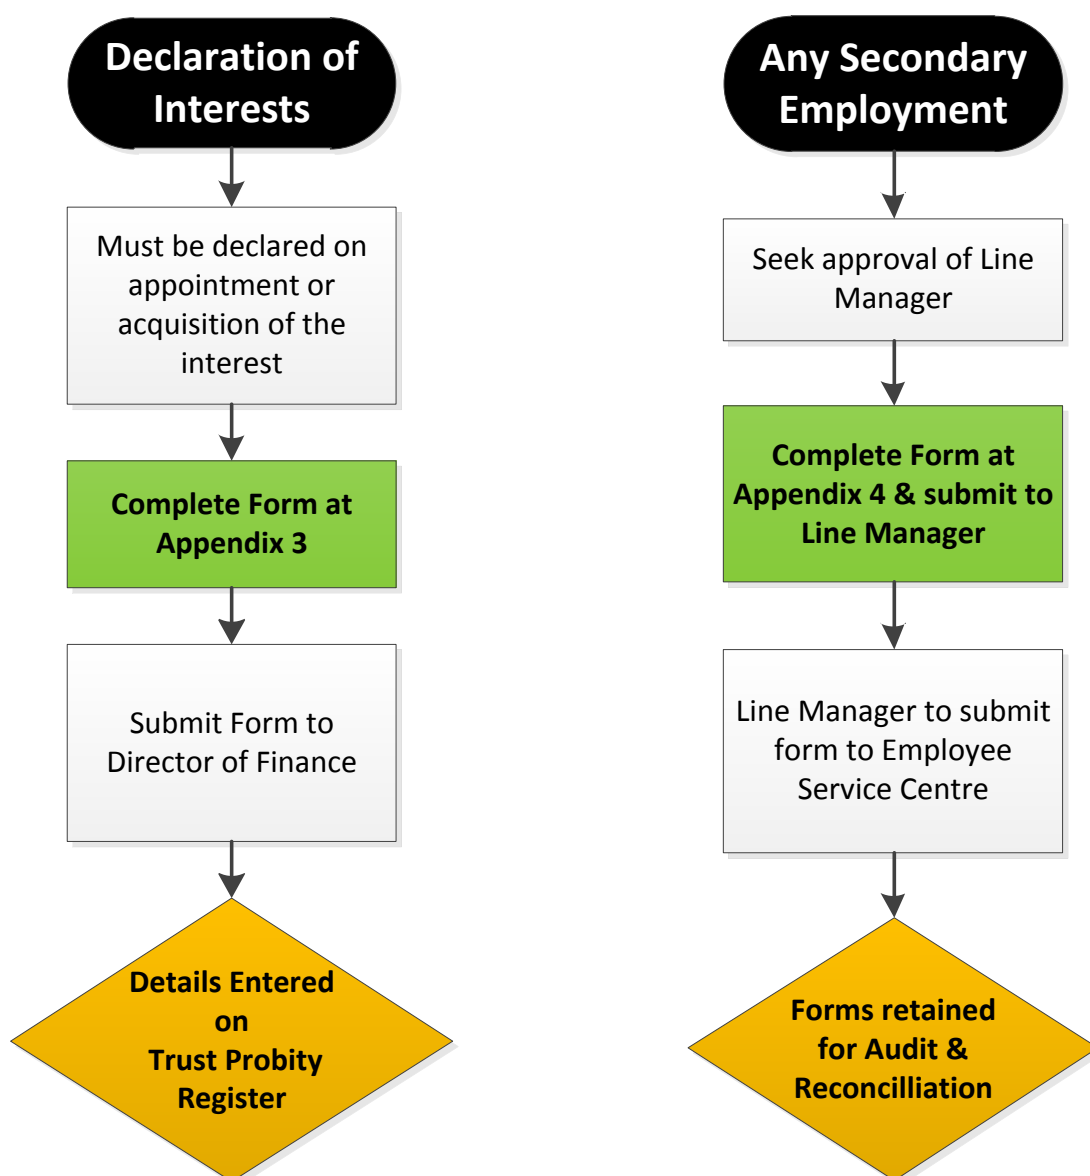 Declaration of
Interests
Must be declared on
appointment or
acquisition of the
interest
Complete Form at
Appendix 3
Submit Form to
Director of Finance
Details Entered
on
Trust Probity
Register
Any Secondary
Employment
Seek approval of Line
Manager
Complete Form at
Appendix 4 & submit to
Line Manager
Line Manager to submit
form to Employee
Service Centre
Forms retained
for Audit &
Reconcilliation